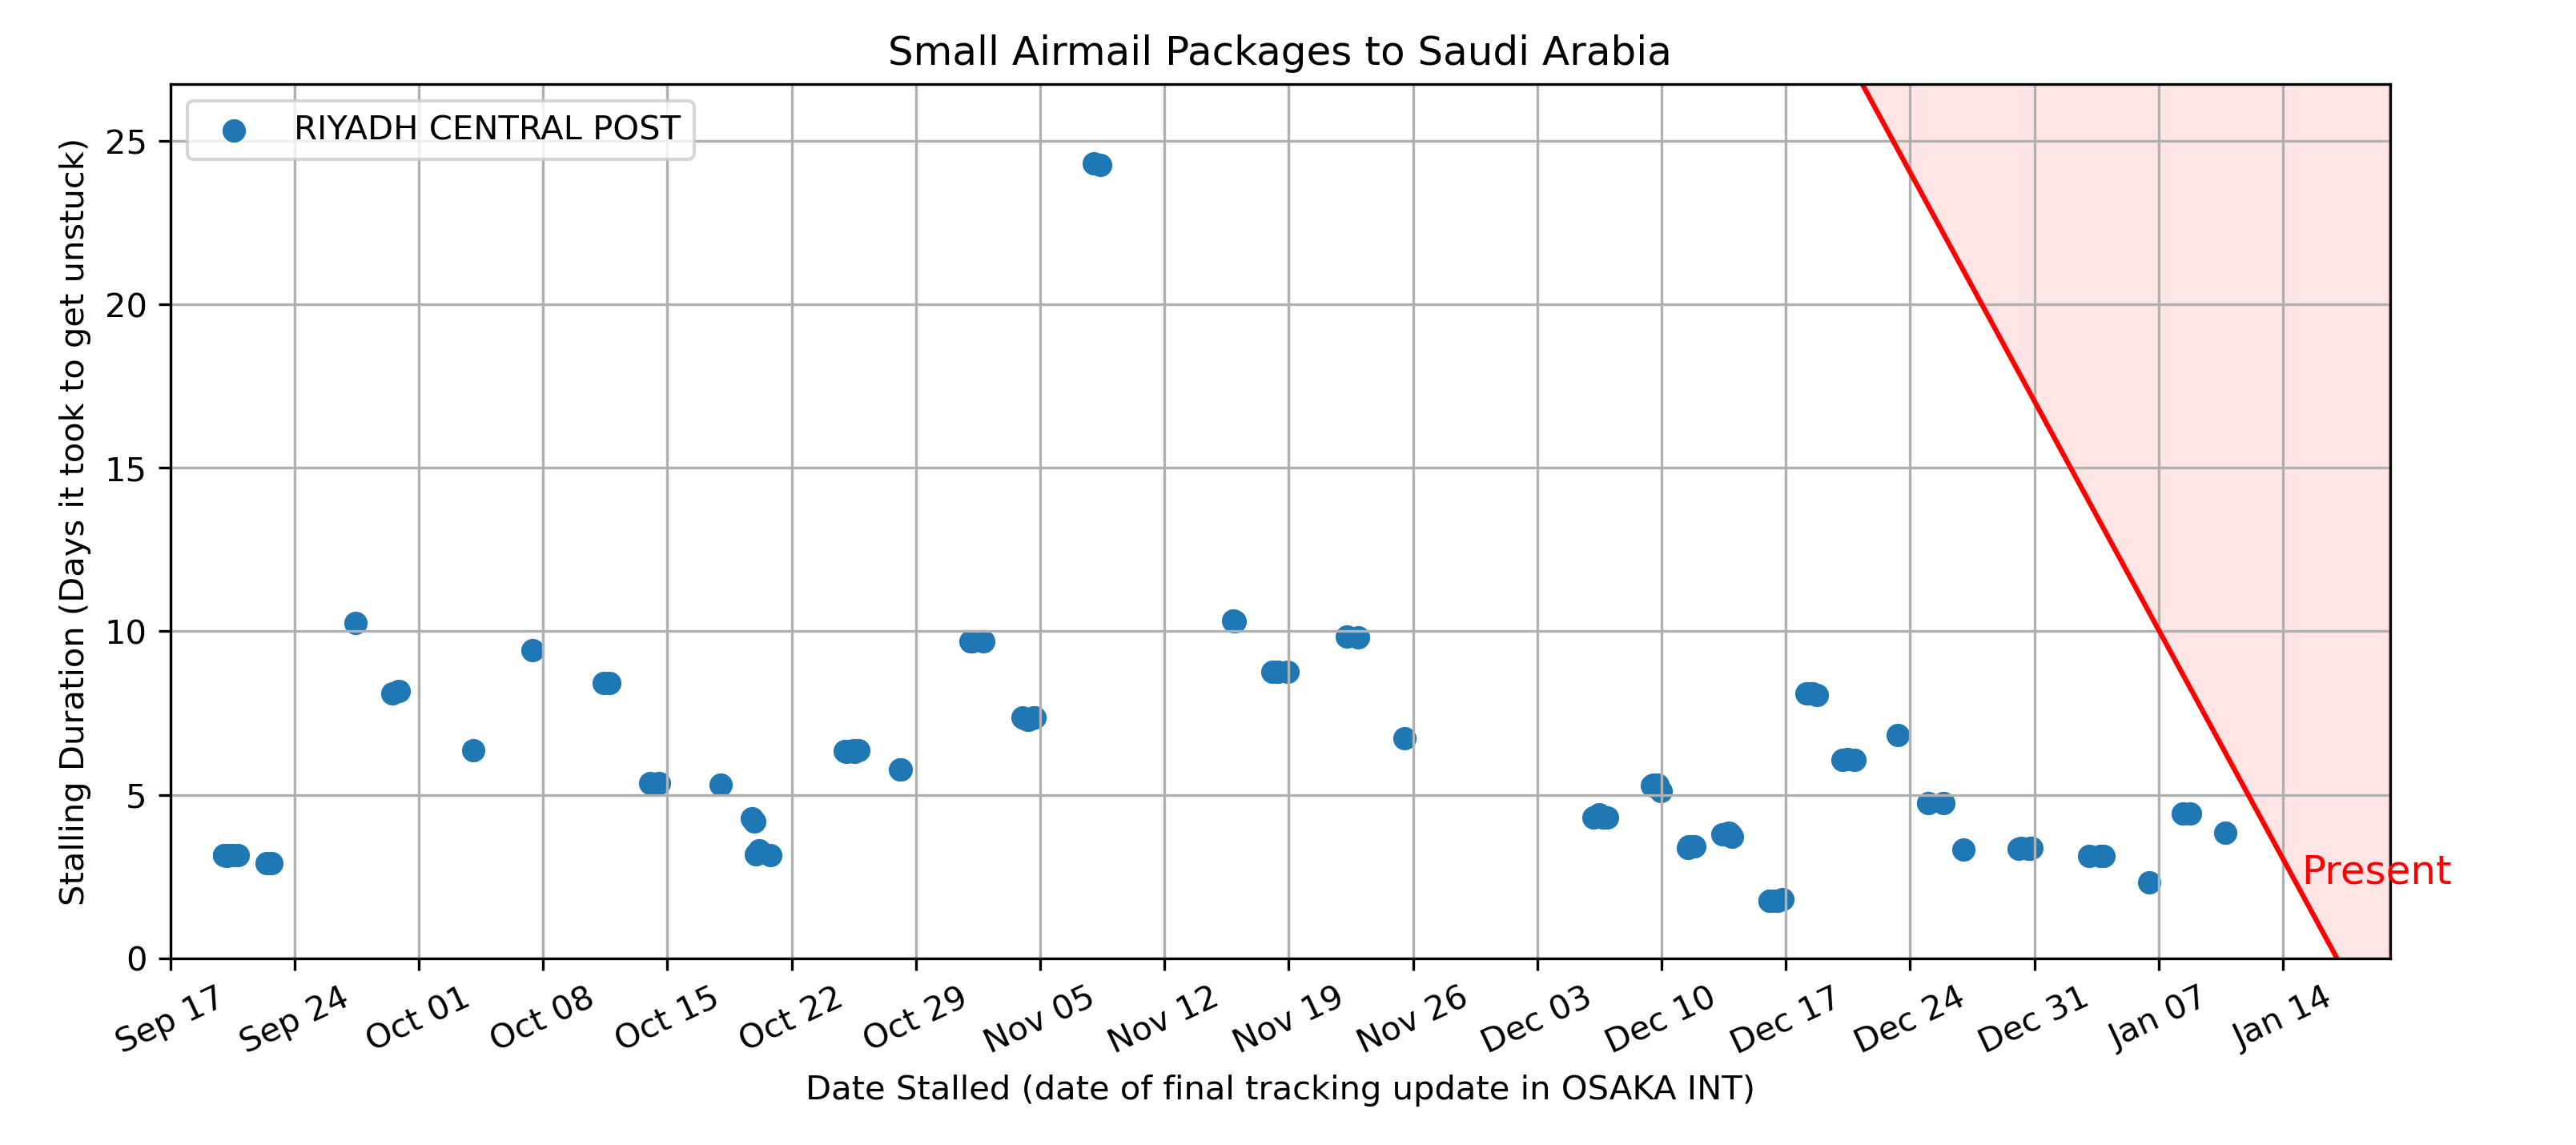 Small Airmail Packages to Saudi Arabia
RIYADH CENTRAL POST
Stalling Duration (Days it took to get unstuck)
25
20
15
10
5
0
Present
Sep 17
Sep 24
Oct 01
Oct 08
Oct 15
Oct 22
Oct 29
Nov 05
Nov 12
Nov 19
Nov 26
Dec 03
Dec 10
Dec 17
Dec 24
Dec 31
Jan 07
Jan 14
Date Stalled (date of final tracking update in OSAKA INT)